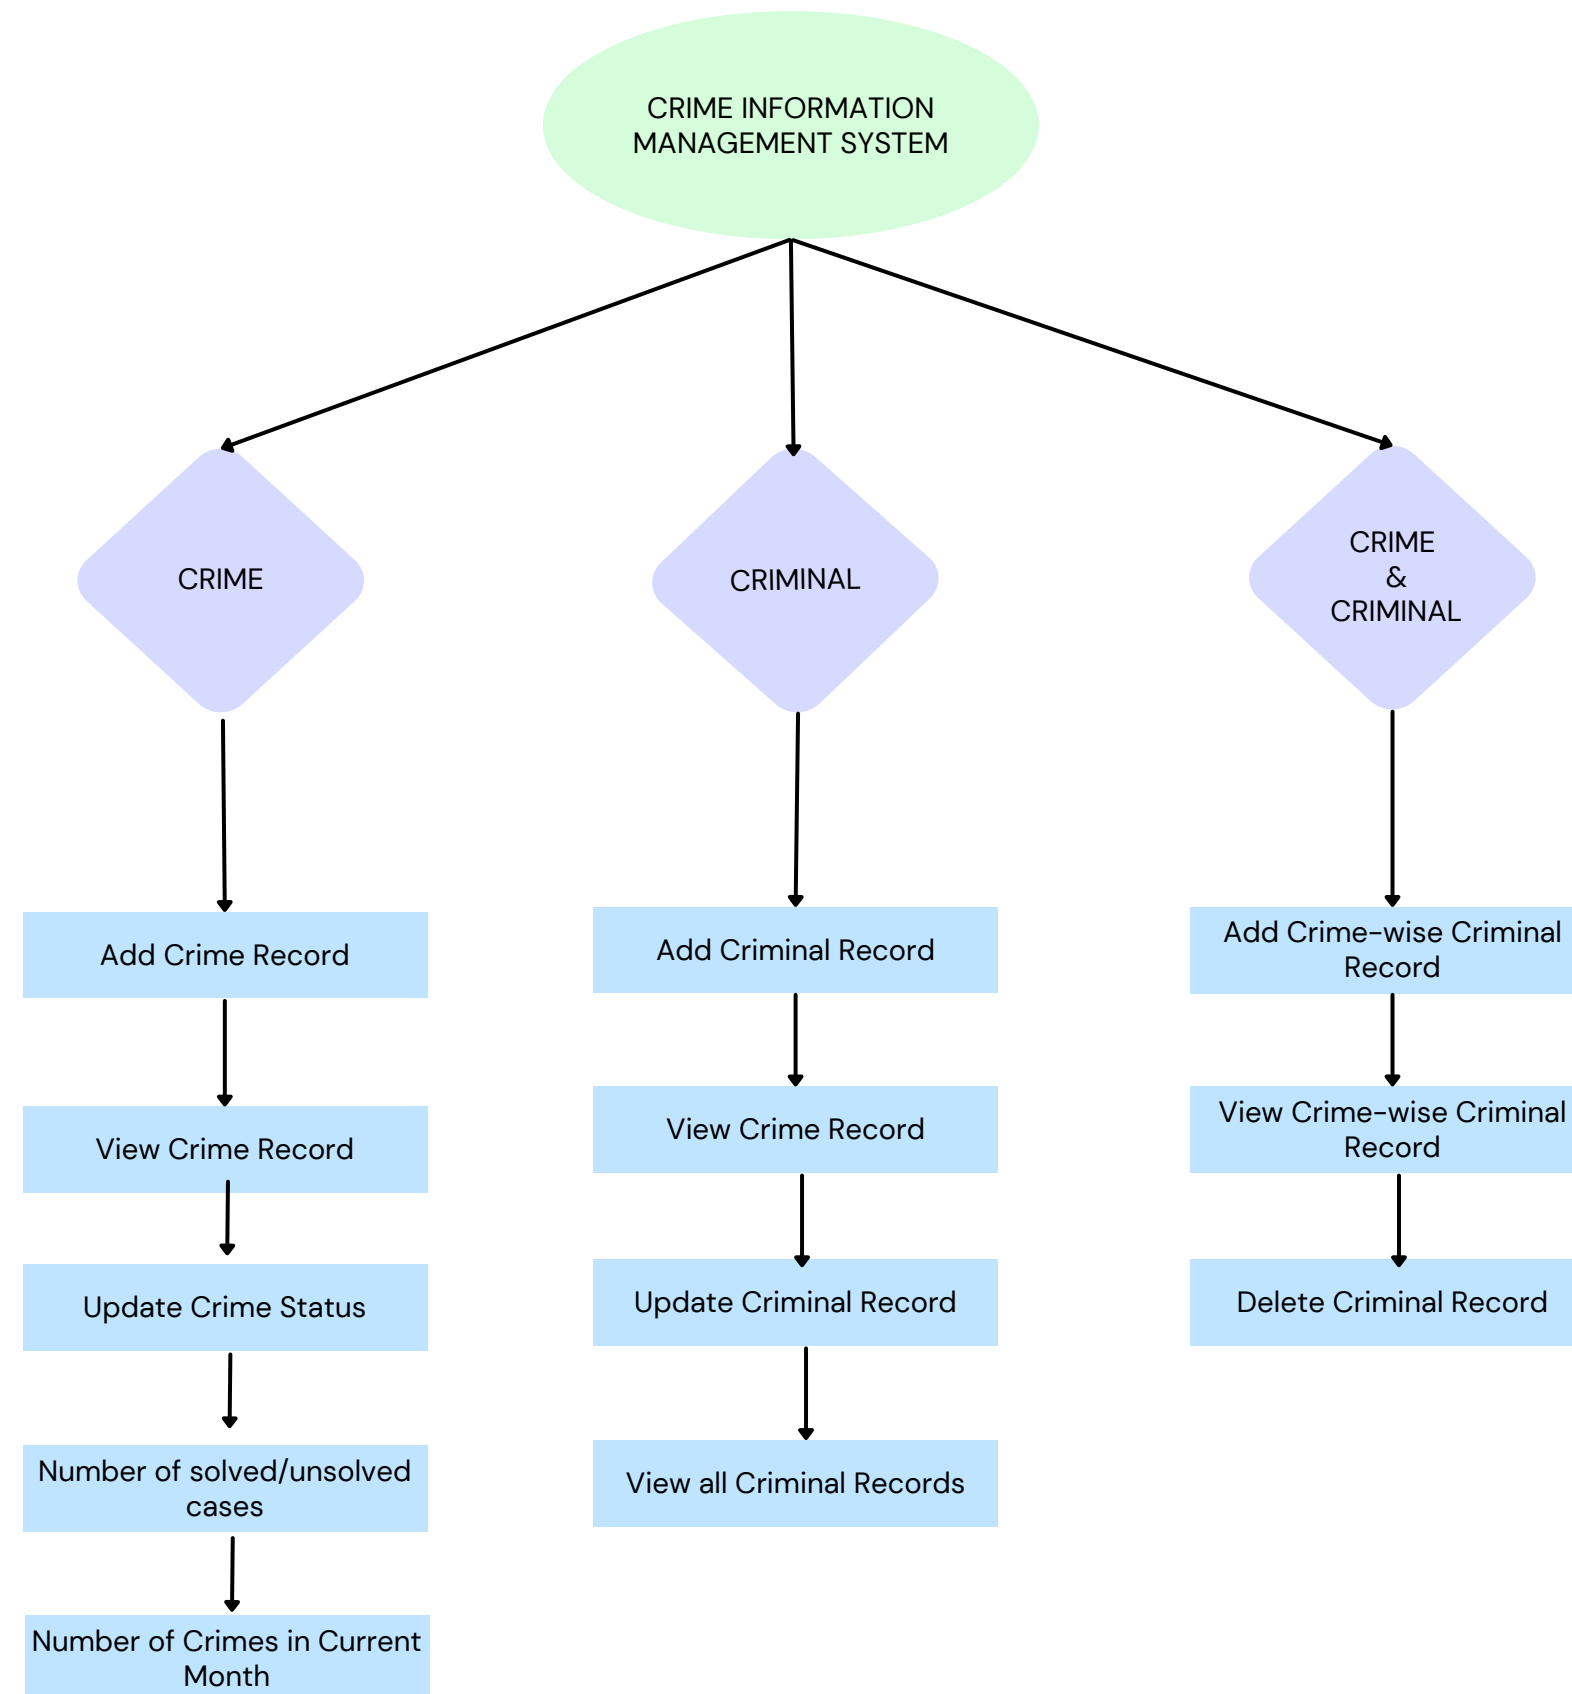 CRIME INFORMATION
MANAGEMENT SYSTEM
CRIME
CRIMINAL
CRIME
&
CRIMINAL
Add Crime Record
View Crime Record
Update Crime Status
Number of solved/unsolved
cases
Number of Crimes in Current
Month
Add Criminal Record
View Crime Record
Update Criminal Record
View all Criminal Records
Add Crime-wise Criminal
Record
View Crime-wise Criminal
Record
Delete Criminal Record